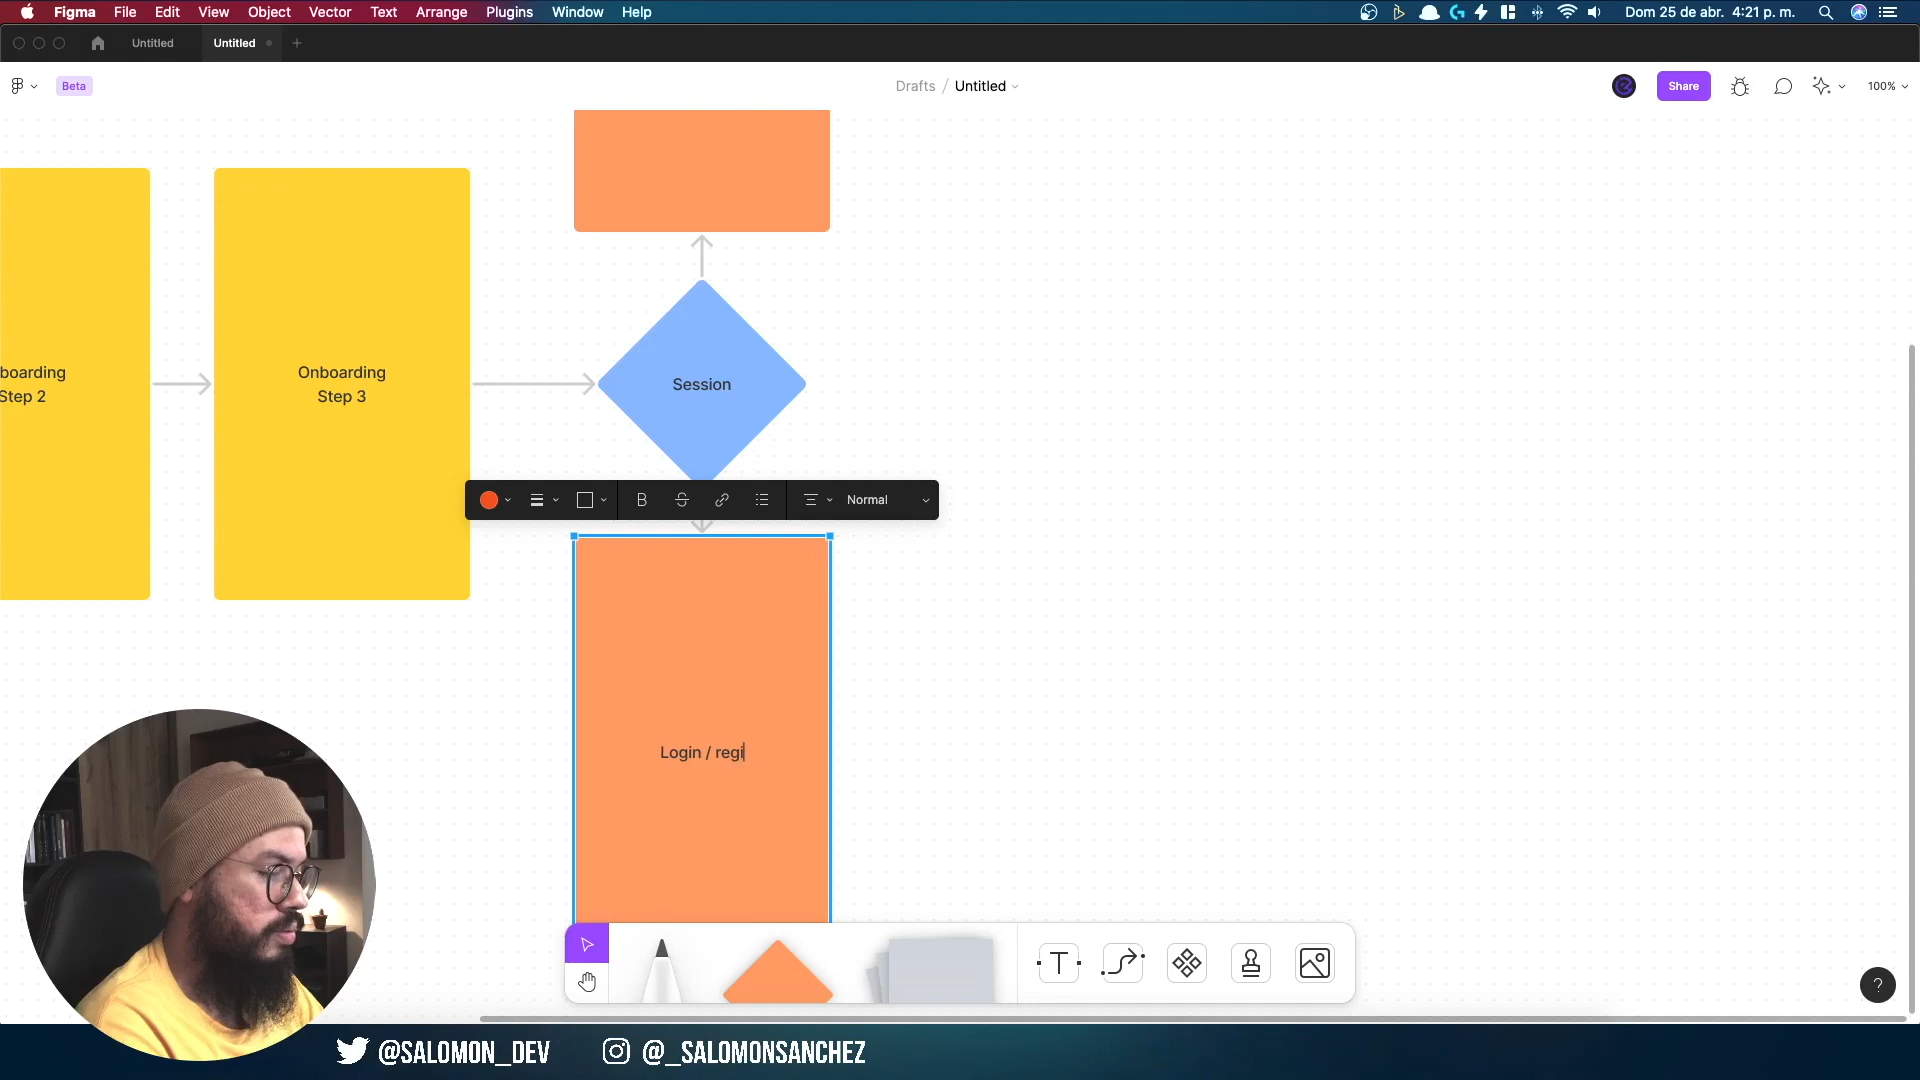 Figma File Edit View Object Vector Text Arrange Plugins Window Help
Dom 25 de abr. 4:21 p. m.
Untitled
Untitled
Beta
Drafts / Untitled
Share
100%
boarding
Step 2
Onboarding
Step 3
Session
B
S
Normal
Login / regi
T
?
@SALOMON_DEV
@_SALOMONSANCHEZ